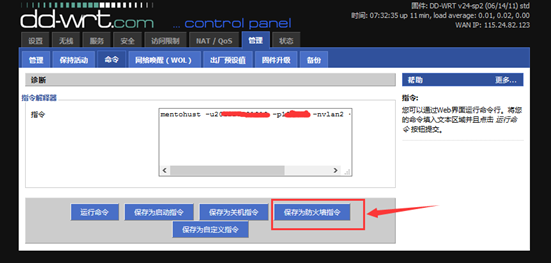 固件: DD-WRT v24-sp2 (06/14/11) std
dd-wrt.com ... control panel
时间: 07:32:35 up 11 min, load average: 0.01, 0.02, 0.00
WAN IP: 115.24.82.123
设置 无线 服务 安全 访问限制 NAT / QoS 管理 状态
管理 保持活动 命令 网络唤醒（WOL） 出厂预设值 固件升级 备份
诊断
帮助 更多...
指令解释器
指令
mentohust -u20 -p1 -nvlan2
指令:
您可以通过Web界面运行命令行。将您
的命令填入文本区域并且点击 运行命
令 按钮提交。
运行命令 保存为启动指令 保存为关机指令 保存为防火墙指令
保存为自定义指令